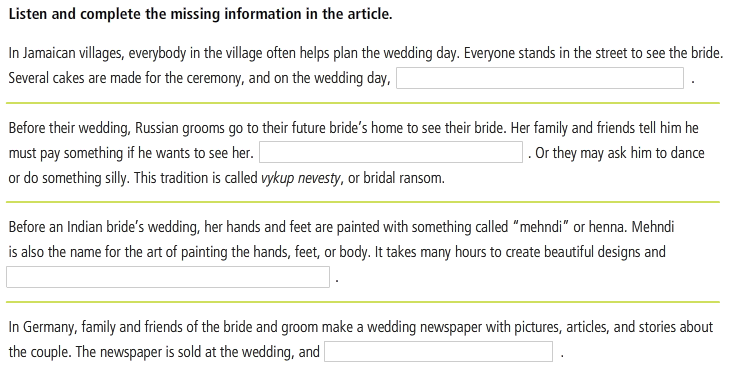 Listen and complete the missing information in the article.
In Jamaican villages, everybody in the village often helps plan the wedding day. Everyone stands in the street to see the bride.
Several cakes are made for the ceremony, and on the wedding day, .
Before their wedding, Russian grooms go to their future bride's home to see their bride. Her family and friends tell him he
must pay something if he wants to see her. . Or they may ask him to dance
or do something silly. This tradition is called vykup nevesty, or bridal ransom.
Before an Indian bride's wedding, her hands and feet are painted with something called “mehndi” or henna. Mehndi
is also the name for the art of painting the hands, feet, or body. It takes many hours to create beautiful designs and
.
In Germany, family and friends of the bride and groom make a wedding newspaper with pictures, articles, and stories about
the couple. The newspaper is sold at the wedding, and .